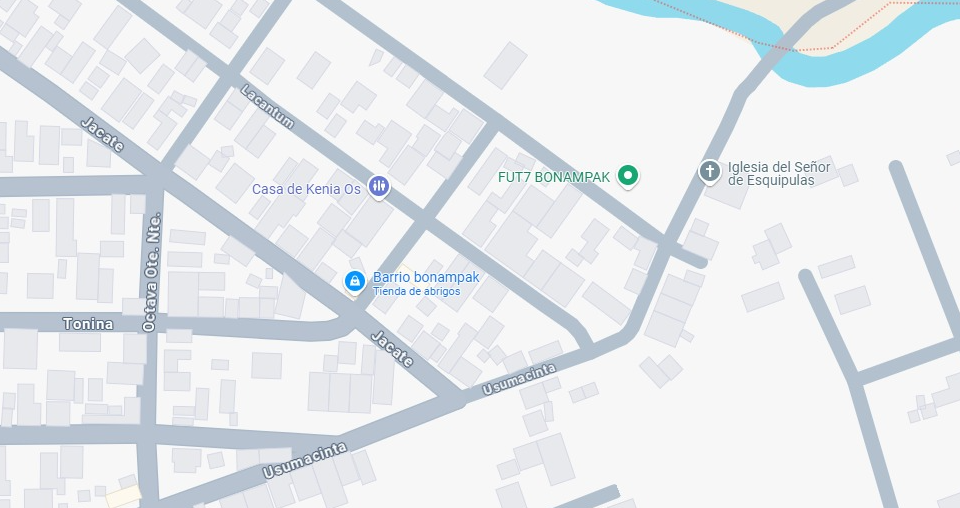 Lacantum
Jacate
Casa de Kenia Os
FUT7 BONAMPAK
Iglesia del Señor
de Esquipulas
Octava Ote. Nte.
Barrio bonampak
Tienda de abrigos
Tonina
Jacate
Usumacinta
Usumacinta